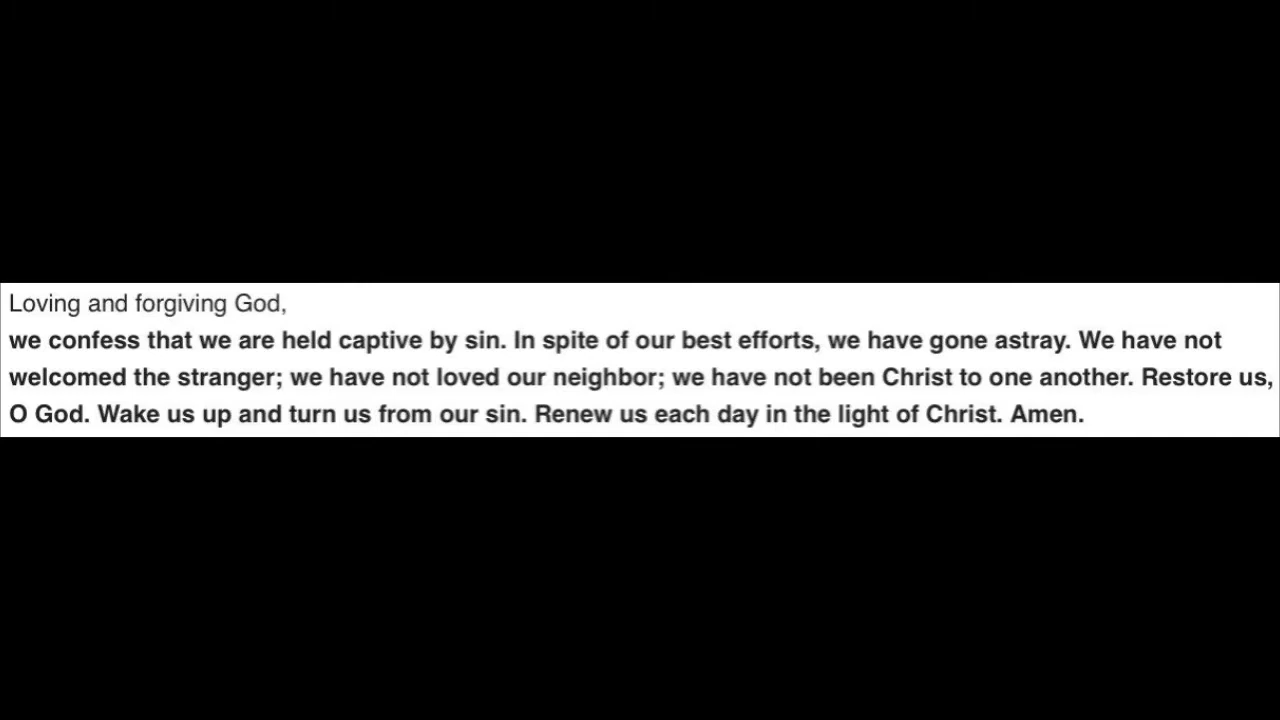 Loving and forgiving God,
we confess that we are held captive by sin. In spite of our best efforts, we have gone astray. We have not
welcomed the stranger; we have not loved our neighbor; we have not been Christ to one another. Restore us,
O God. Wake us up and turn us from our sin. Renew us each day in the light of Christ. Amen.